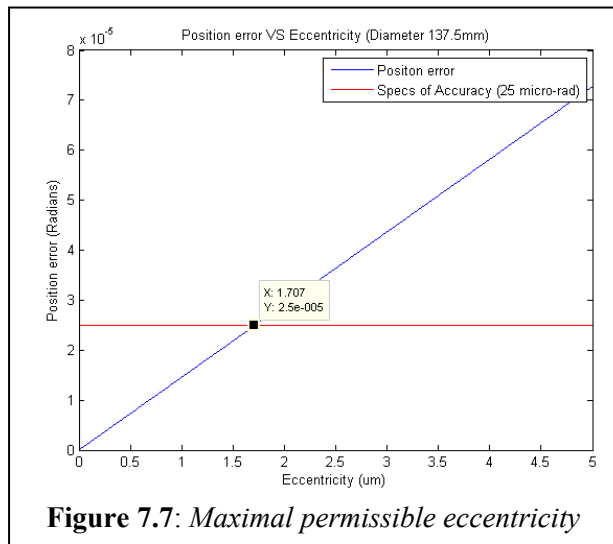 Position error VS Eccentricity (Diameter 137.5mm)
x 10⁻⁵
Positon error
Specs of Accuracy (25 micro-rad)
8
7
6
5
4
3
2
1
0
Position error (Radians)
X: 1.707
Y: 2.5e-005
0 0.5 1 1.5 2 2.5 3 3.5 4 4.5 5
Eccentricity (um)
Figure 7.7: Maximal permissible eccentricity